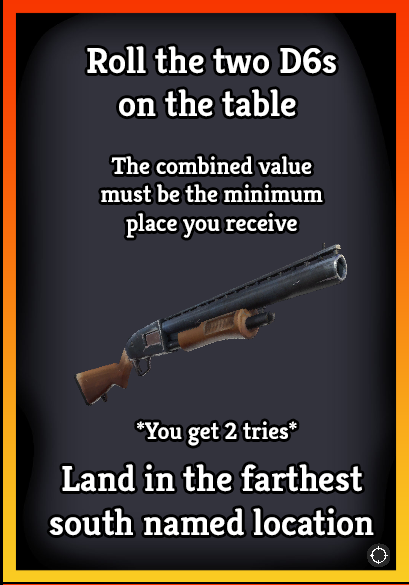 Roll the two D6s
on the table
The combined value
must be the minimum
place you receive
*You get 2 tries*
Land in the farthest
south named location